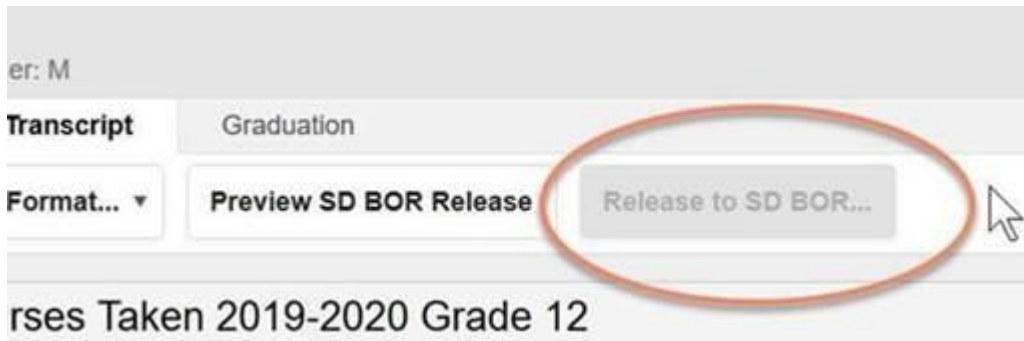 er: M
Transcript Graduation
Format... Preview SD BOR Release Release to SD BOR...
rses Taken 2019-2020 Grade 12